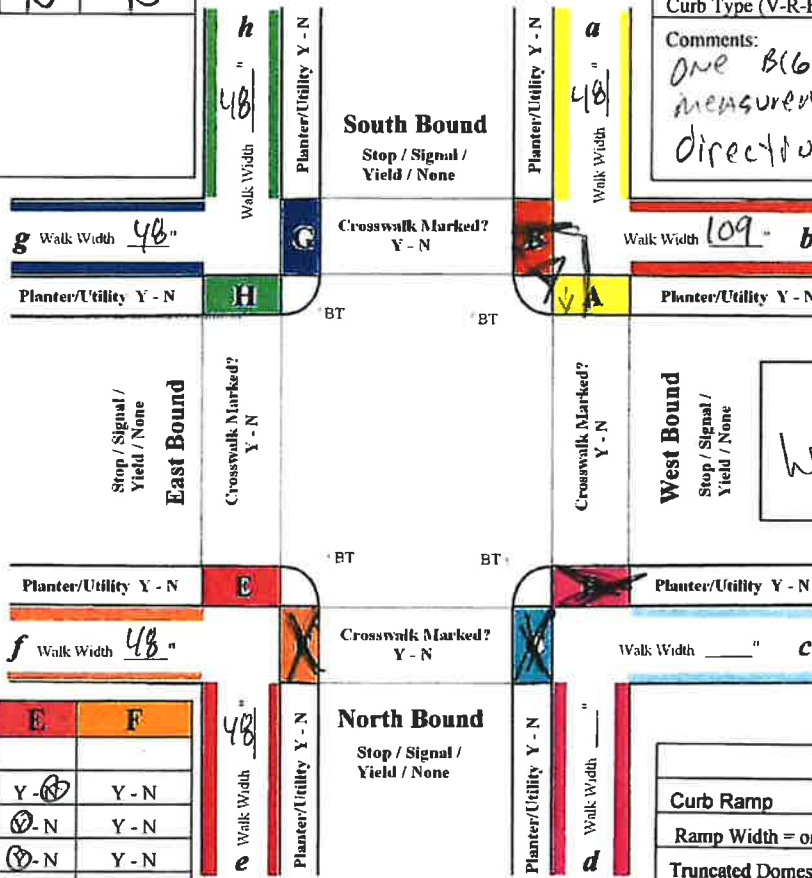 Curb Type (V-R-
h
a
Comments:
ONE
Planter/Utility Y - N
Planter/Utility Y - N
"
48
Walk Width
"
48
Walk Width
South Bound
Stop / Signal /
Yield / None
g Walk Width 48"
G
Crosswalk Marked?
Y - N
B
Walk Width 109" b
Planter/Utility Y - N
H
A
Planter/Utility Y - N
BT
BT
Stop / Signal /
Yield / None
East Bound
Crosswalk Marked?
Y - N
Crosswalk Marked?
Y - N
West Bound
Stop / Signal /
Yield / None
W
BT
BT
Planter/Utility Y - N
E
Planter/Utility Y - N
f Walk Width 48"
Crosswalk Marked?
Y - N
Walk Width ____" c
E F
Y - N Y - N
Y - N Y - N
Y - N Y - N
"
48
Walk Width
e
Planter/Utility Y - N
North Bound
Stop / Signal /
Yield / None
Planter/Utility Y - N
"
____
Walk Width
d
Curb Ramp
Ramp Width = o
Truncated Domes